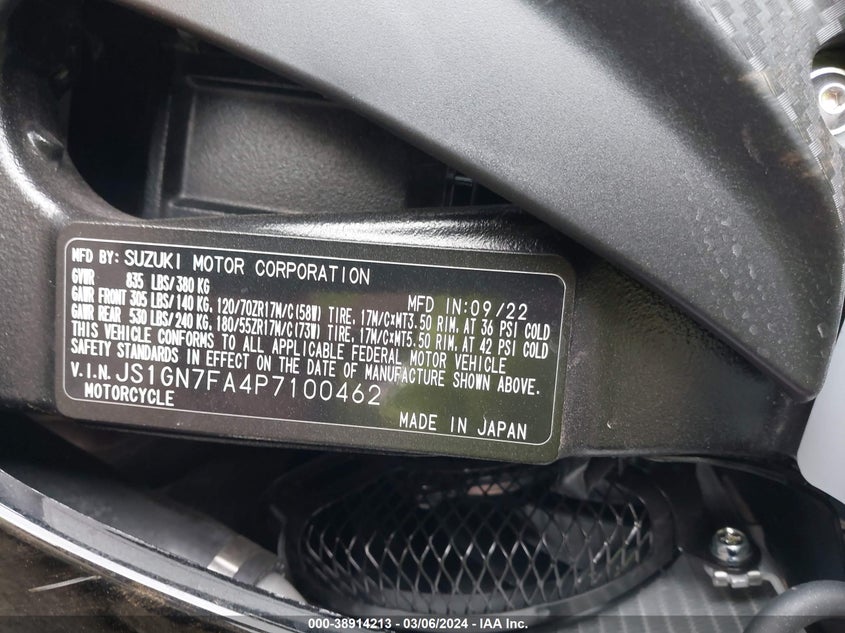 MFD BY: SUZUKI MOTOR CORPORATION
GVWR 835 LBS/380 KG MFD IN:09/22
GAWR FRONT 305 LBS/140 KG, 120/70ZR17M/C(58W) TIRE, 17M/C×MT3.50 RIM, AT 36 PSI COLD
GAWR REAR 530 LBS/240 KG, 180/55ZR17M/C(73W) TIRE, 17M/C×MT5.50 RIM, AT 42 PSI COLD
THIS VEHICLE CONFORMS TO ALL APPLICABLE FEDERAL MOTOR VEHICLE
SAFETY STANDARDS IN EFFECT ON THE DATE OF MANUFACTURE SHOWN ABOVE.
V.I.N. JS1GN7FA4P7100462
MOTORCYCLE
MADE IN JAPAN
000-38914213 - 03/06/2024 - IAA Inc.